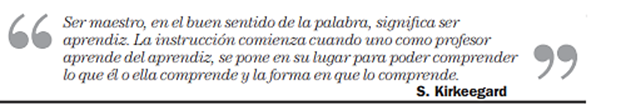 Ser maestro, en el buen sentido de la palabra, significa ser
aprendiz. La instrucción comienza cuando uno como profesor
aprende del aprendiz, se pone en su lugar para poder comprender
lo que él o ella comprende y la forma en que lo comprende.
S. Kirkeegard